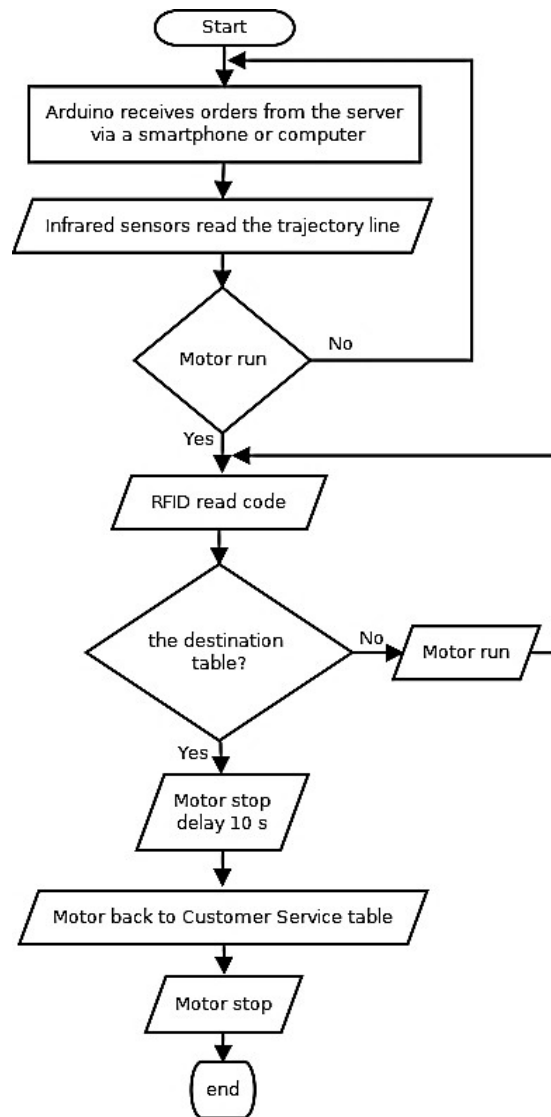 Start
Arduino receives orders from the server
via a smartphone or computer
Infrared sensors read the trajectory line
Motor run
No
Yes
RFID read code
the destination
table?
No
Motor run
Yes
Motor stop
delay 10 s
Motor back to Customer Service table
Motor stop
end